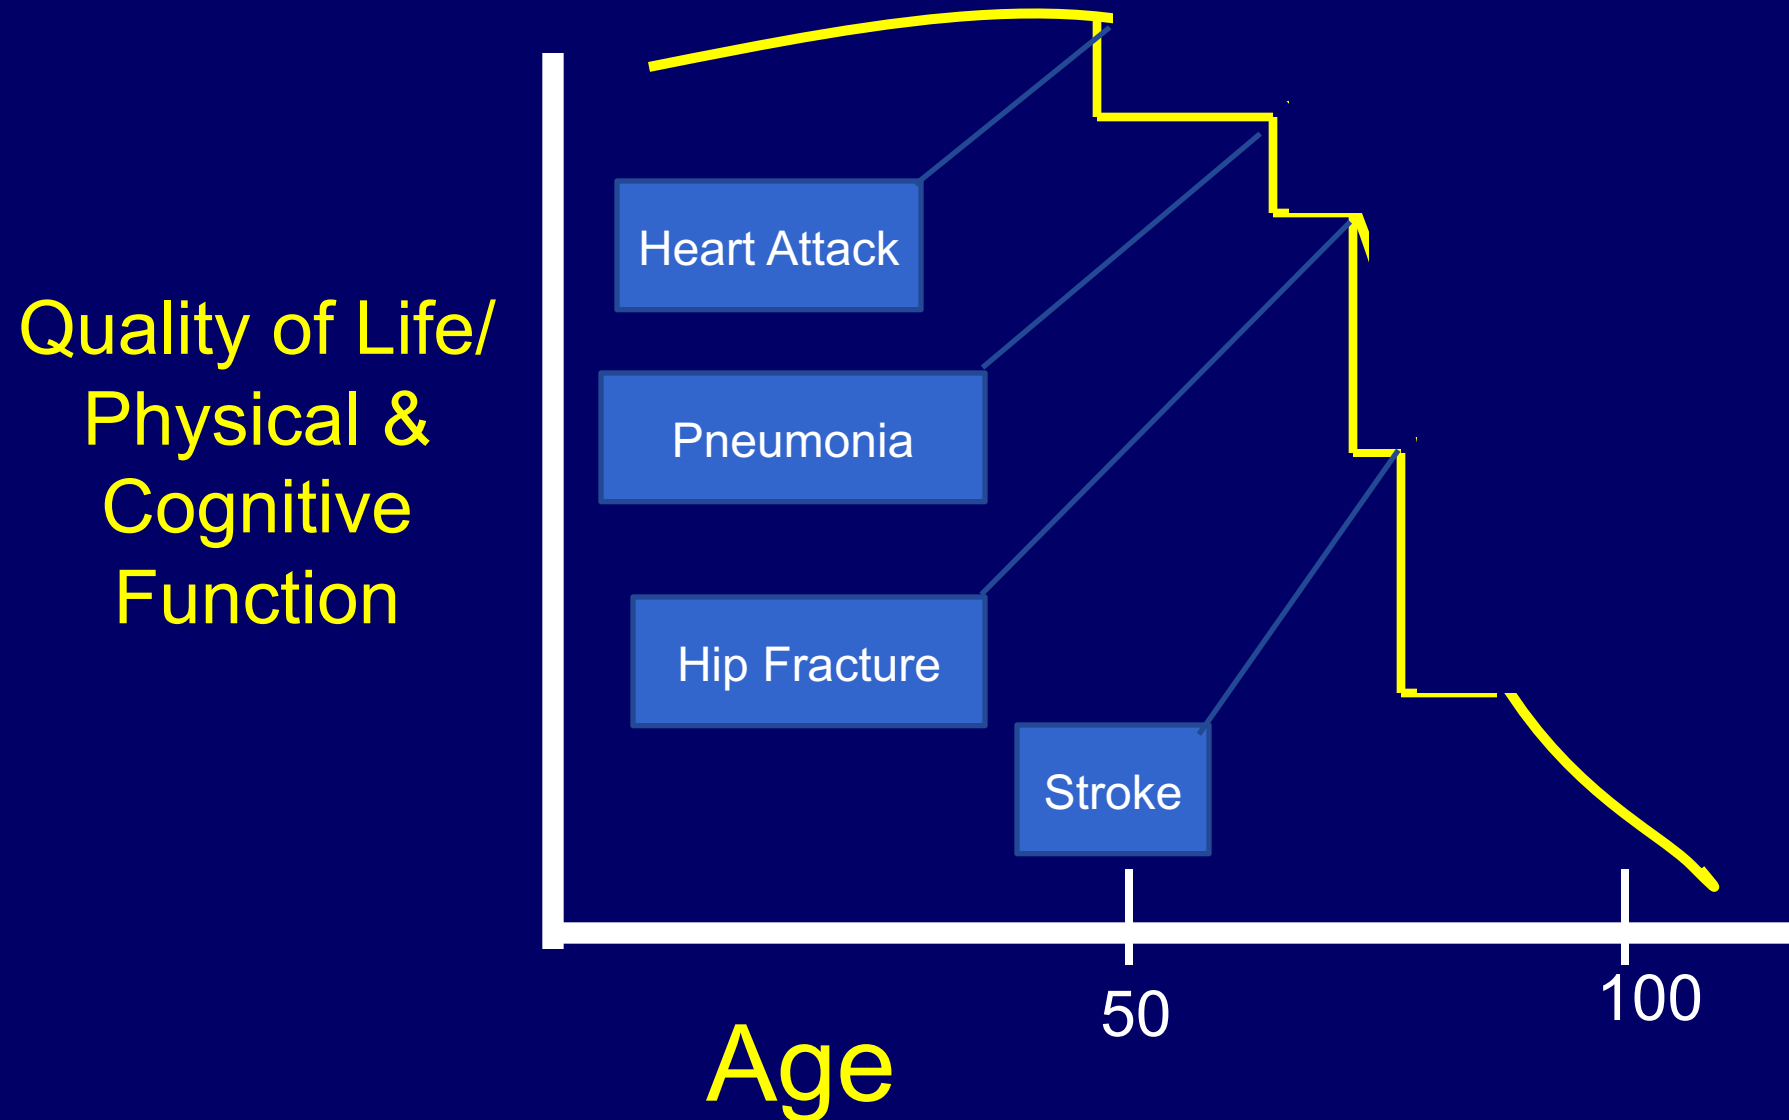 Quality of Life/
Physical &
Cognitive
Function
Heart Attack
Pneumonia
Hip Fracture
Stroke
50
100
Age